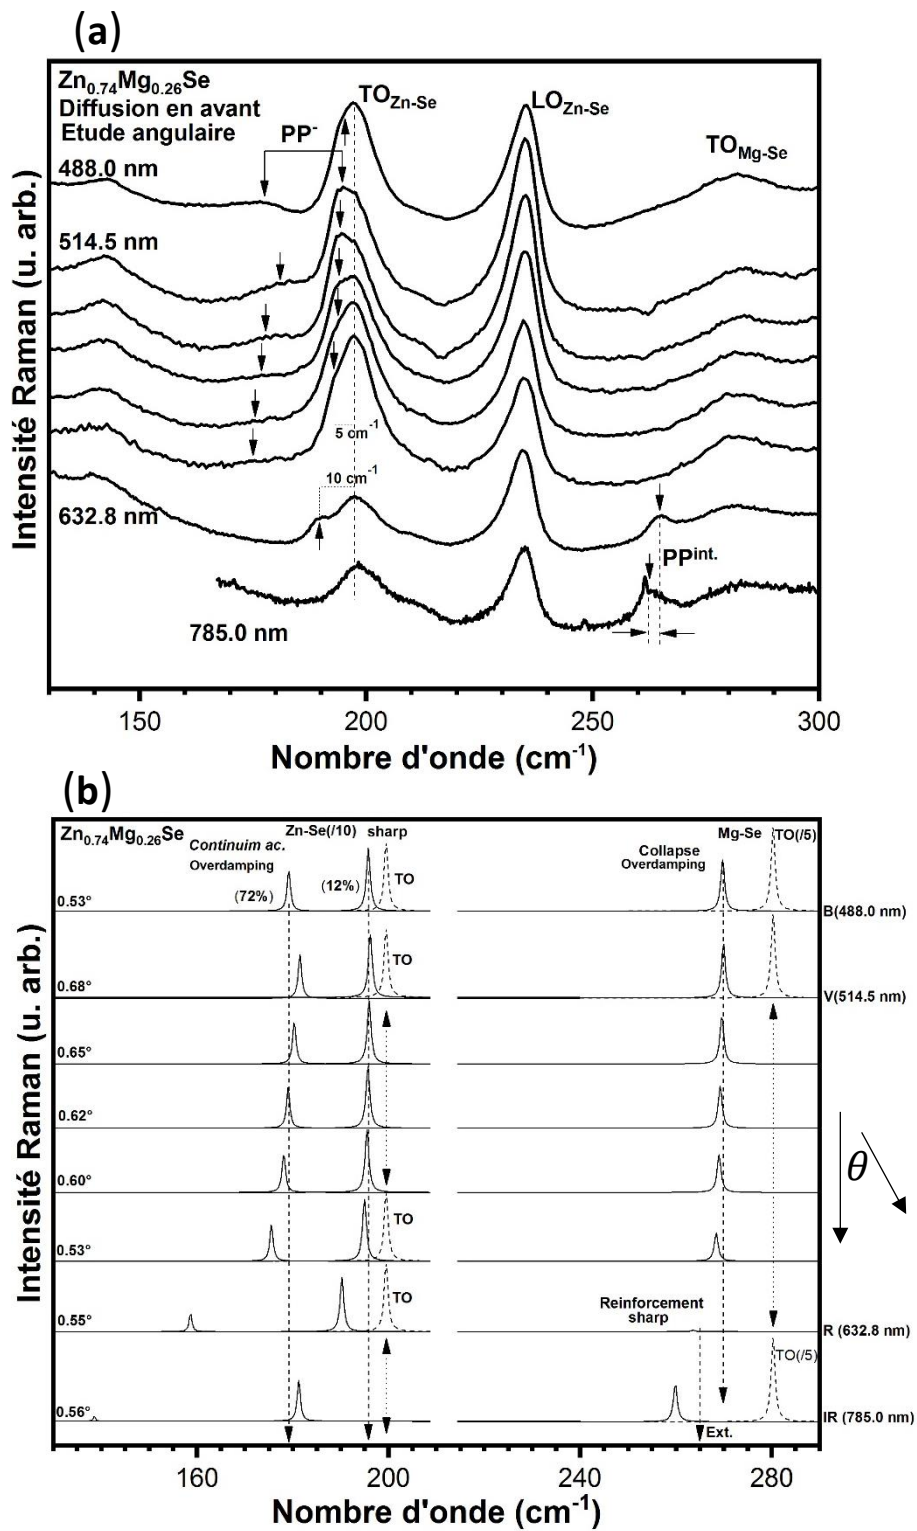 (a)
Zn0.74Mg0.26Se
Diffusion en avant
Etude angulaire
TOZn-Se
LOZn-Se
TOMg-Se
PP-
488.0 nm
514.5 nm
5 cm-1
10 cm-1
632.8 nm
PPint.
785.0 nm
Intensité Raman (u. arb.)
150
200
250
300
Nombre d'onde (cm-1)
(b)
Zn0.74Mg0.26Se
Continuim ac.
Overdamping
Zn-Se(/10)
sharp
Mg-Se
TO(/5)
Collapse
Overdamping
(72%)
(12%)
TO
0.53°
B(488.0 nm)
TO
0.68°
V(514.5 nm)
0.65°
0.62°
0.60°
θ
TO
0.53°
TO
0.55°
Reinforcement
sharp
R (632.8 nm)
TO(/5)
0.56°
IR (785.0 nm)
Ext.
Intensité Raman (u. arb.)
160
200
240
280
Nombre d'onde (cm-1)